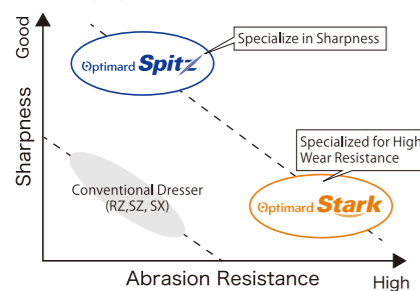 Good
Specialize in Sharpness
Optimard Spitz
Sharpness
Specialized for High
Wear Resistance
Conventional Dresser
(RZ,SZ, SX)
Optimard Stark
Abrasion Resistance
High